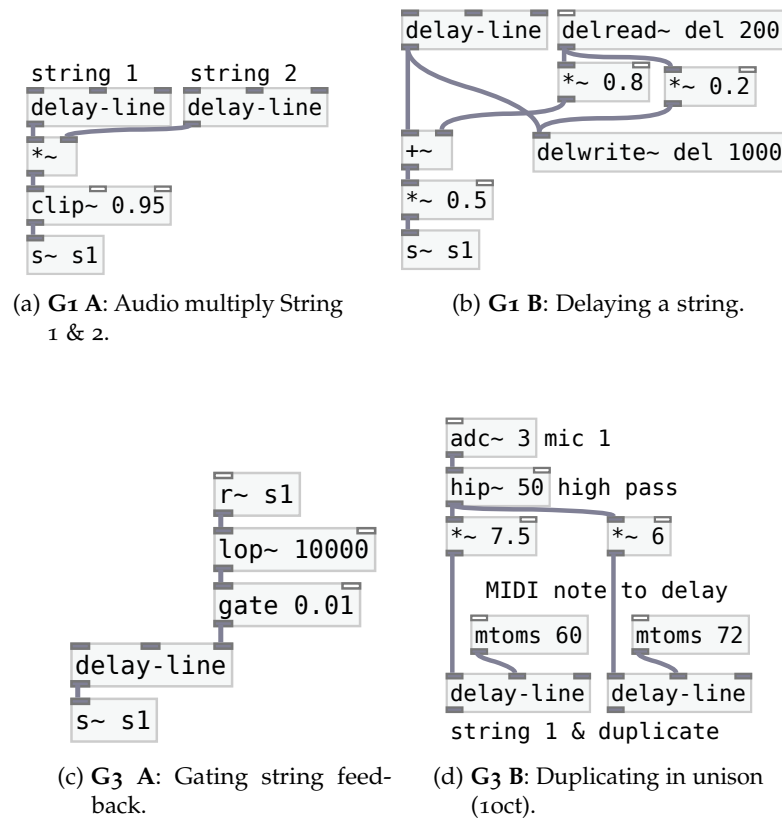 string 1
string 2
delay-line
delay-line
*~
clip~ 0.95
s~ s1
(a) G1 A: Audio multiply String
1 & 2.
delay-line
delread~ del 200
*~ 0.8
*~ 0.2
+~
delwrite~ del 1000
*~ 0.5
s~ s1
(b) G1 B: Delaying a string.
r~ s1
lop~ 10000
gate 0.01
delay-line
s~ s1
(c) G3 A: Gating string feed-
back.
adc~ 3 mic 1
hip~ 50 high pass
*~ 7.5
*~ 6
MIDI note to delay
mtoms 60
mtoms 72
delay-line
delay-line
string 1 & duplicate
(d) G3 B: Duplicating in unison
(1oct).